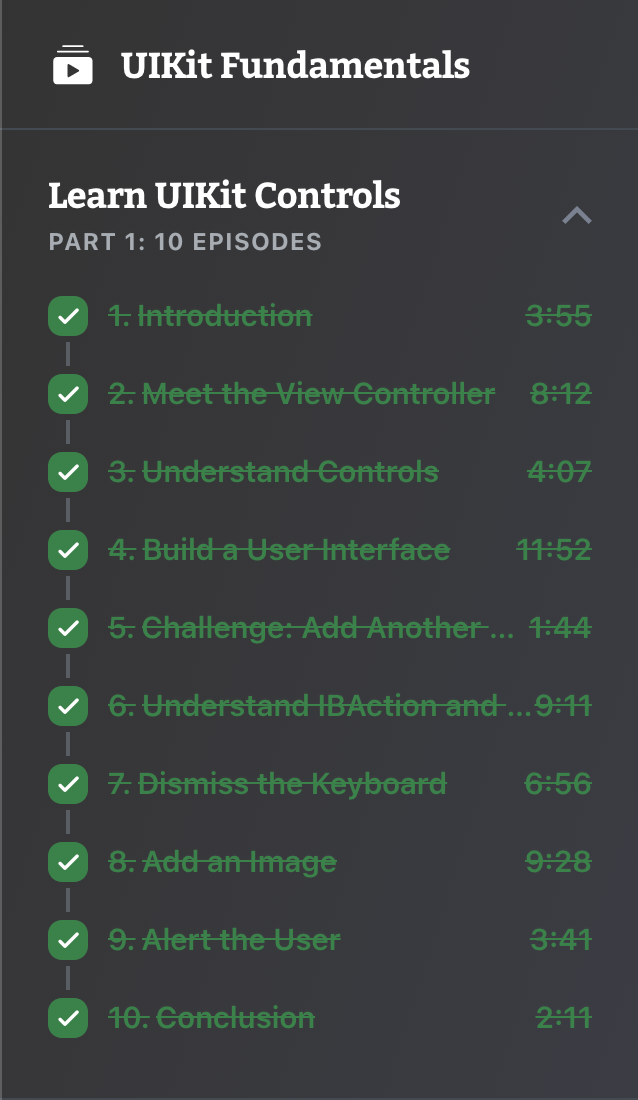 UIKit Fundamentals
Learn UIKit Controls
PART 1: 10 EPISODES
1. Introduction 3:55
2. Meet the View Controller 8:12
3. Understand Controls 4:07
4. Build a User Interface 11:52
5. Challenge: Add Another ... 1:44
6. Understand IBAction and ... 9:11
7. Dismiss the Keyboard 6:56
8. Add an Image 9:28
9. Alert the User 3:41
10. Conclusion 2:11